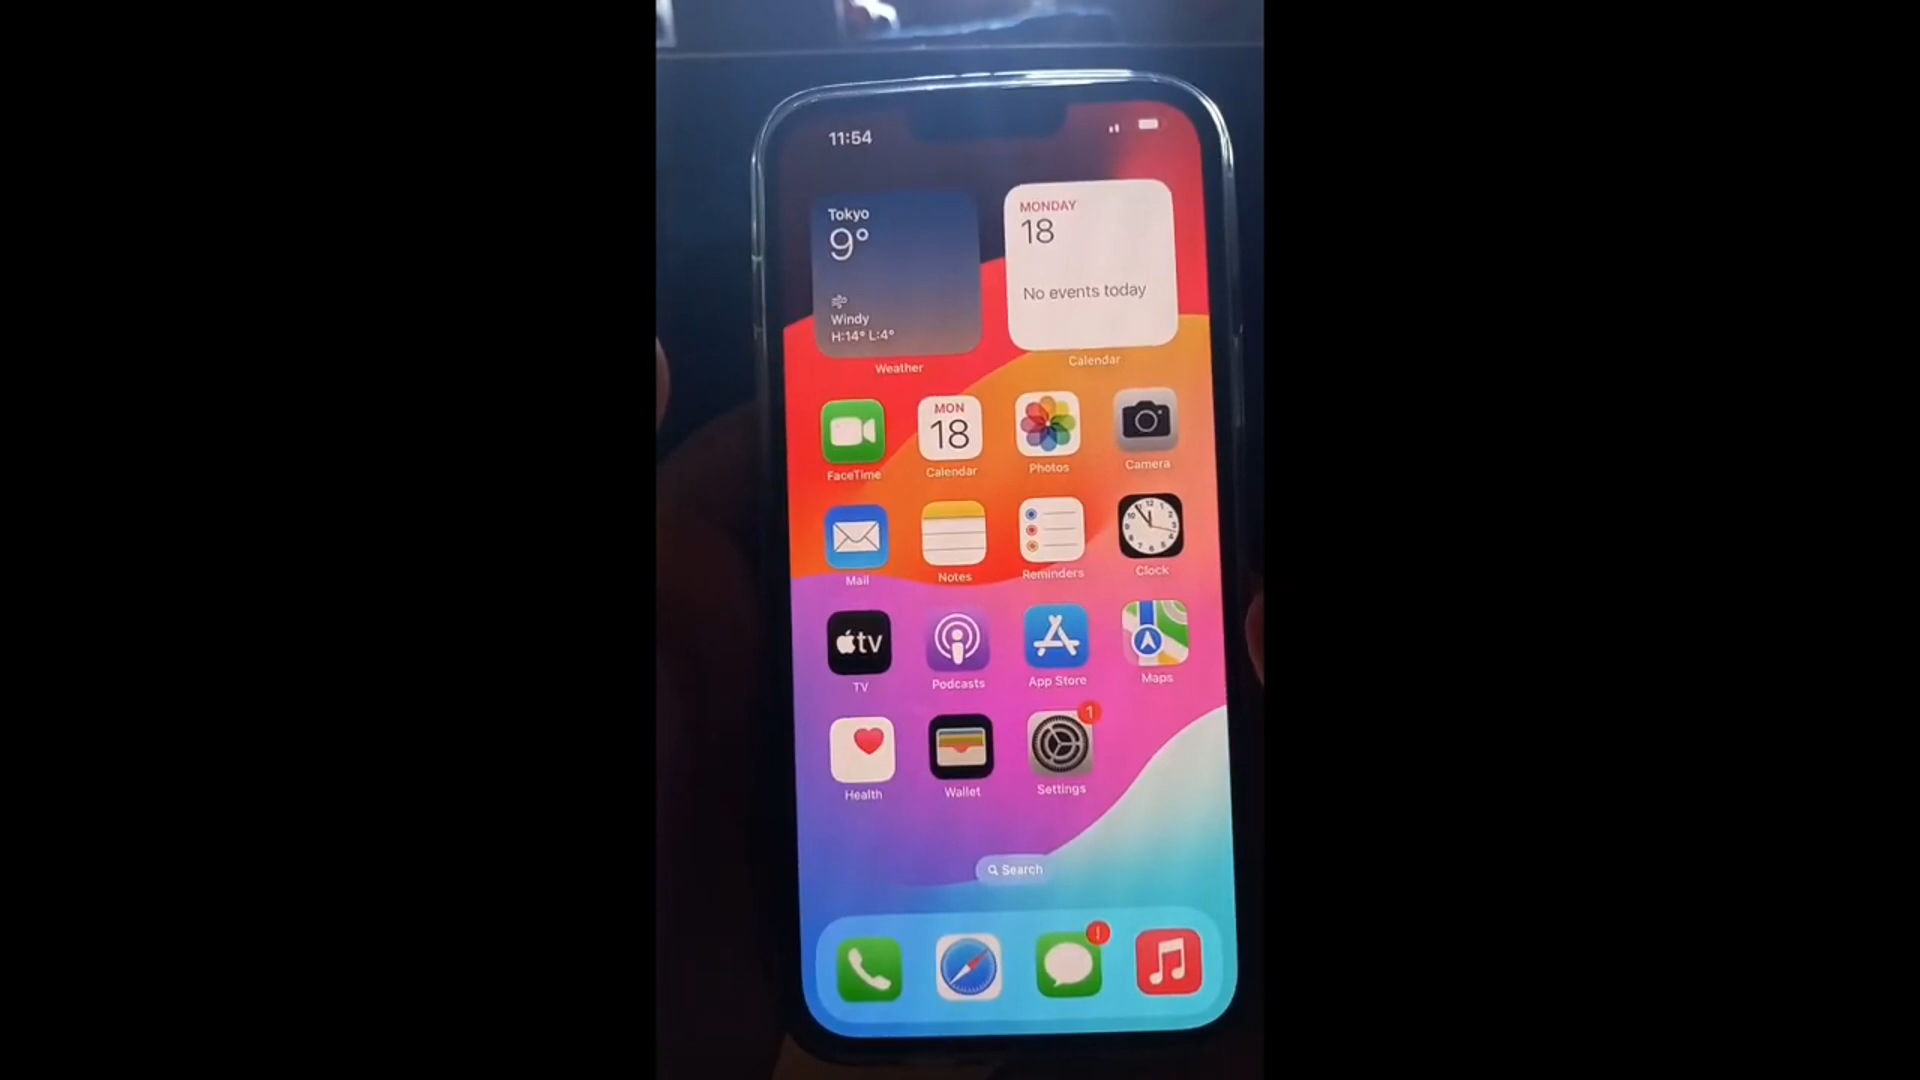 11:54
Tokyo
9°
Windy
H:14° L:4°
Weather
MONDAY
18
No events today
Calendar
FaceTime
MON
18
Calendar
Photos
Camera
Mail
Notes
Reminders
Clock
tv
TV
Podcasts
App Store
Maps
Health
Wallet
1
Settings
Search
!